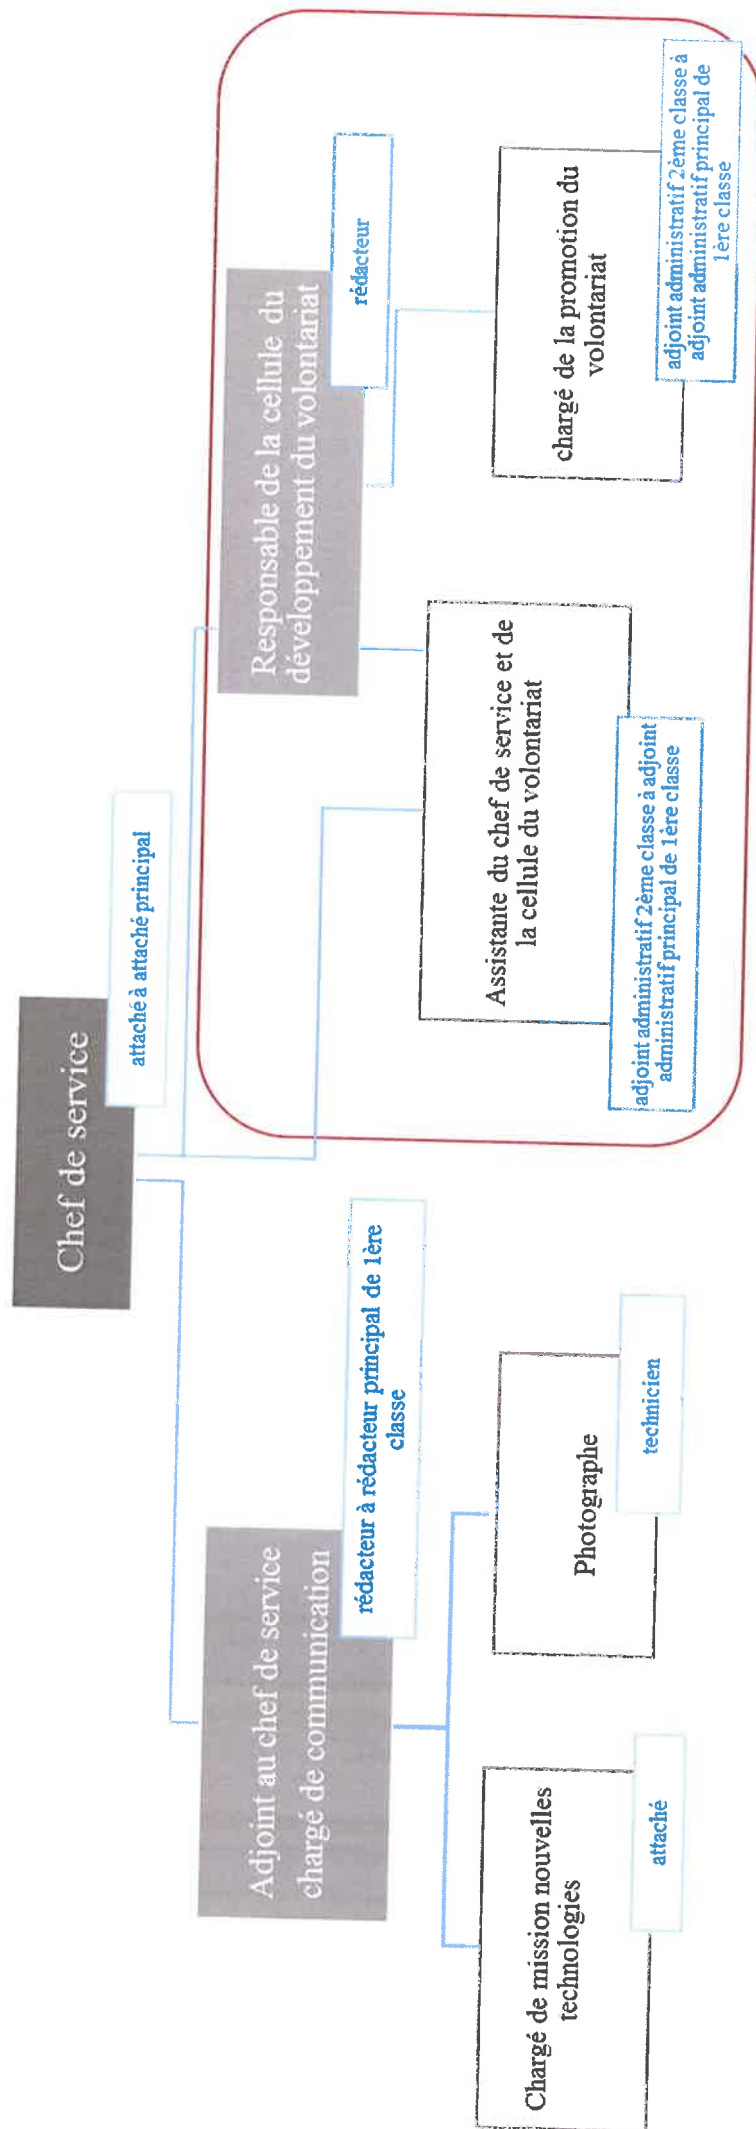 Chef de service
attaché à attaché principal
Adjoint au chef de service
chargé de communication
rédacteur à rédacteur principal de 1ère
classe
Responsable de la cellule du
développement du volontariat
rédacteur
Chargé de mission nouvelles
technologies
attaché
Photographe
technicien
Assistante du chef de service et de
la cellule du volontariat
adjoint administratif 2ème classe à adjoint
administratif principal de 1ère classe
chargé de la promotion du
volontariat
adjoint administratif 2ème classe à
adjoint administratif principal de
1ère classe